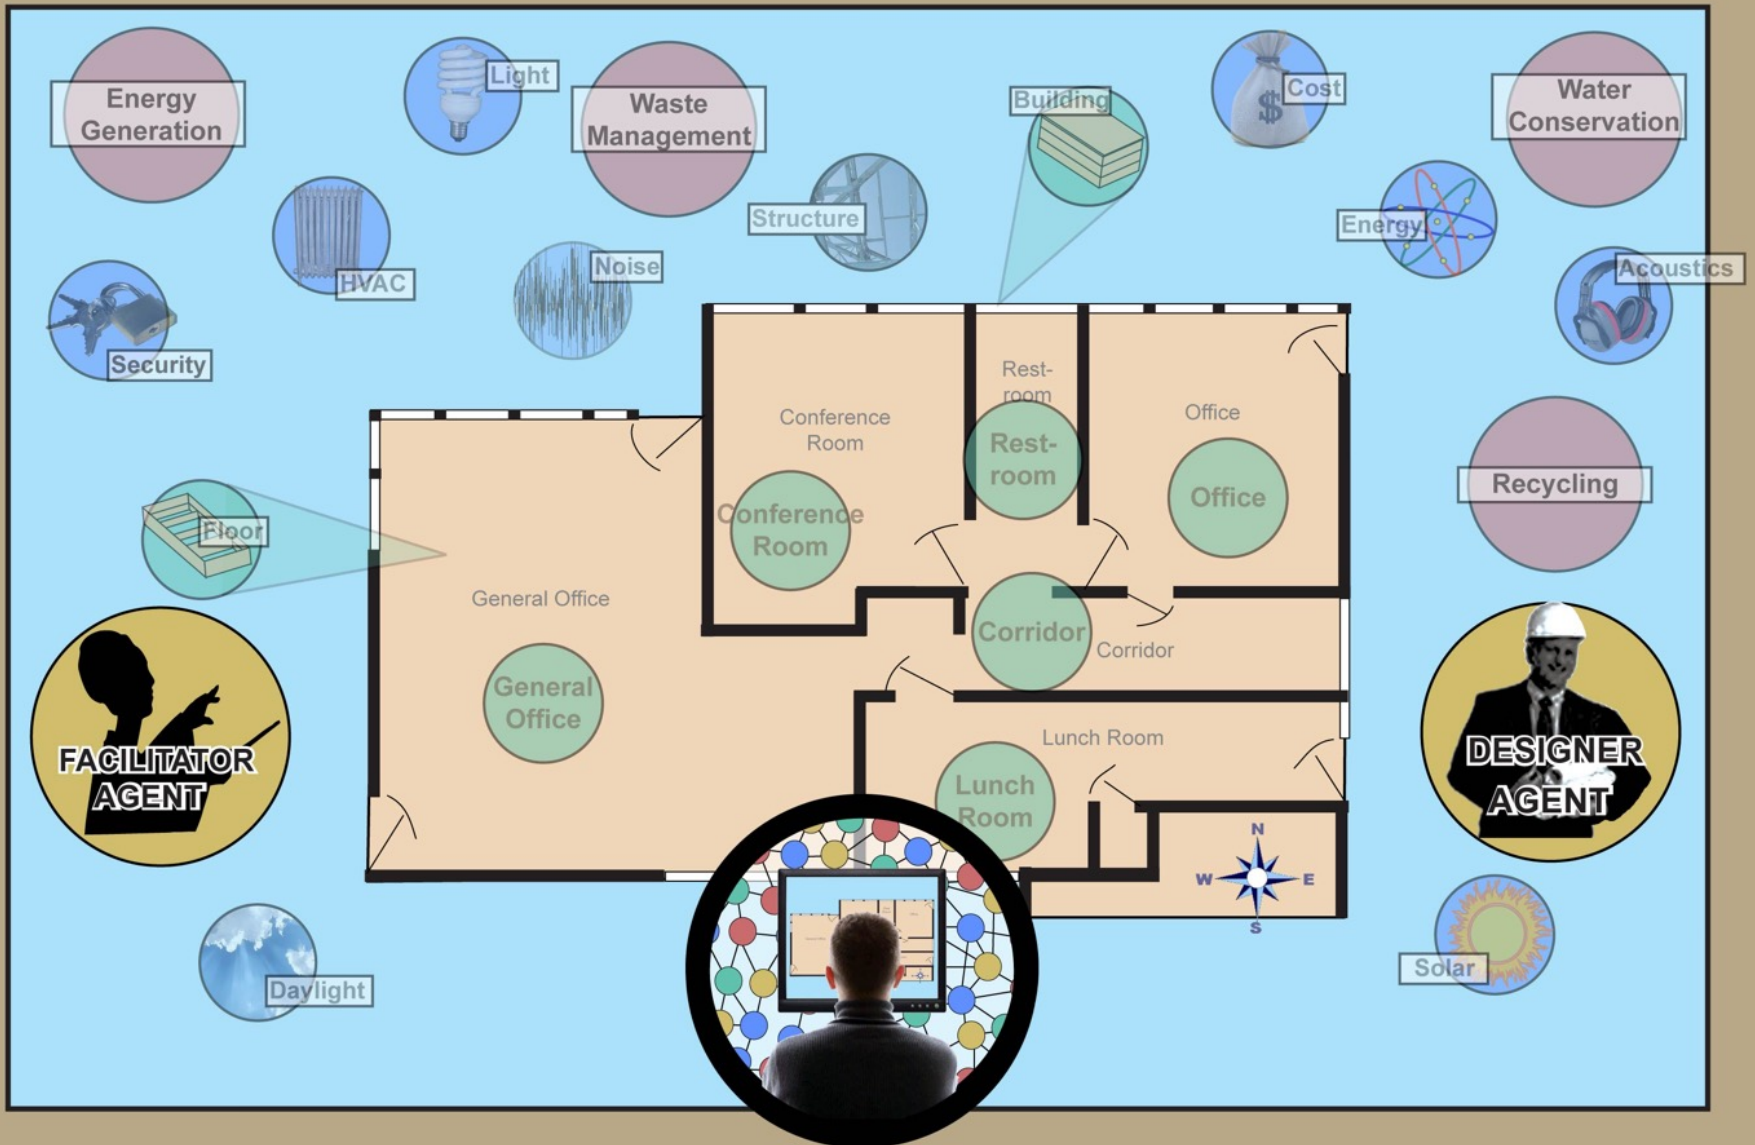 Energy
Generation
Light
Waste
Management
Building
Cost
$
Water
Conservation
Structure
Energy
HVAC
Noise
Acoustics
Security
Rest-
room
Conference
Room
Office
Rest-
room
Office
Conference
Room
Recycling
Floor
General Office
Corridor
Corridor
General
Office
Lunch Room
Lunch
Room
FACILITATOR
AGENT
DESIGNER
AGENT
N
W
E
S
Daylight
Solar